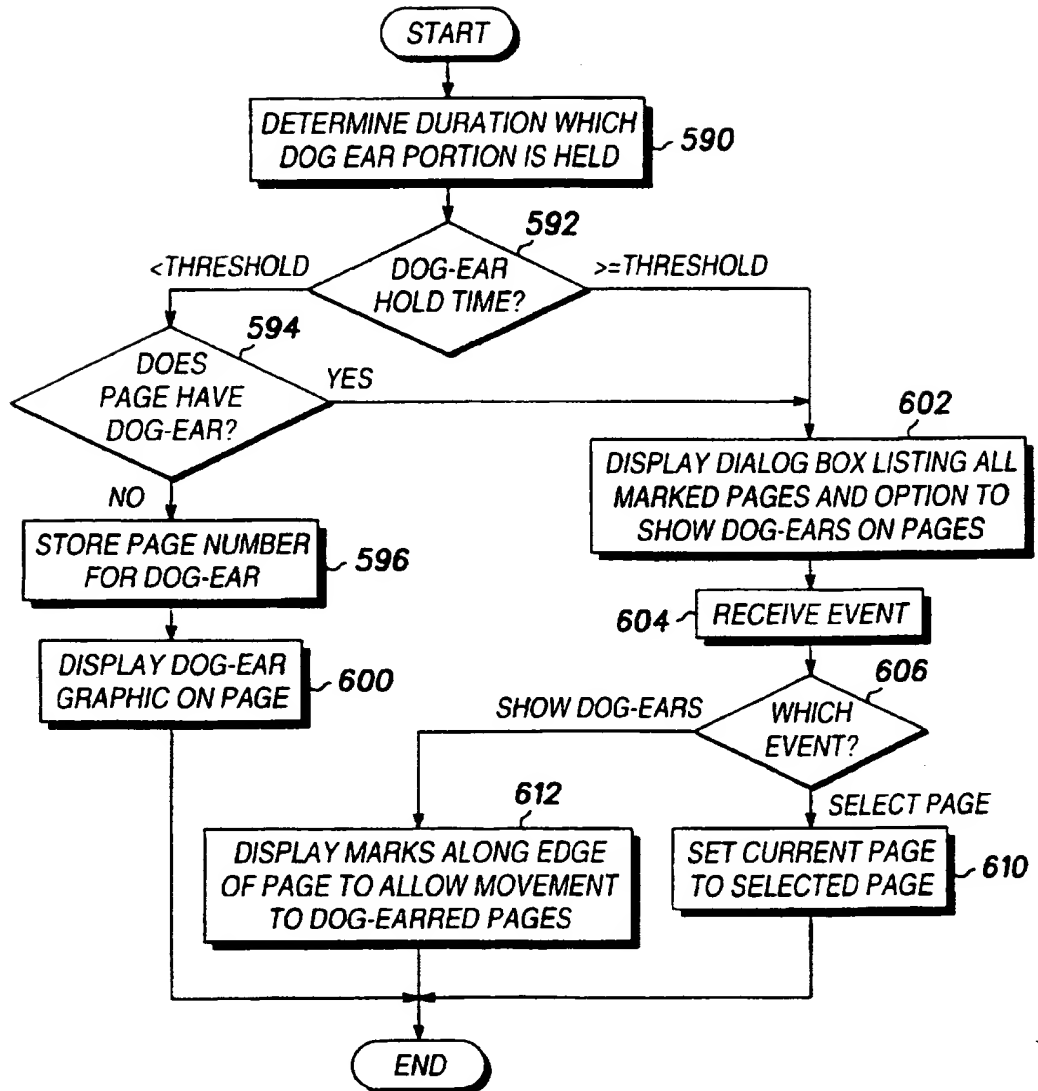 START
DETERMINE DURATION WHICH
DOG EAR PORTION IS HELD
590
592
<THRESHOLD
DOG-EAR
HOLD TIME?
>=THRESHOLD
594
DOES
PAGE HAVE
DOG-EAR?
YES
NO
602
DISPLAY DIALOG BOX LISTING ALL
MARKED PAGES AND OPTION TO
SHOW DOG-EARS ON PAGES
STORE PAGE NUMBER
FOR DOG-EAR
596
604
RECEIVE EVENT
DISPLAY DOG-EAR
GRAPHIC ON PAGE
600
606
SHOW DOG-EARS
WHICH
EVENT?
SELECT PAGE
612
DISPLAY MARKS ALONG EDGE
OF PAGE TO ALLOW MOVEMENT
TO DOG-EARRED PAGES
SET CURRENT PAGE
TO SELECTED PAGE
610
END